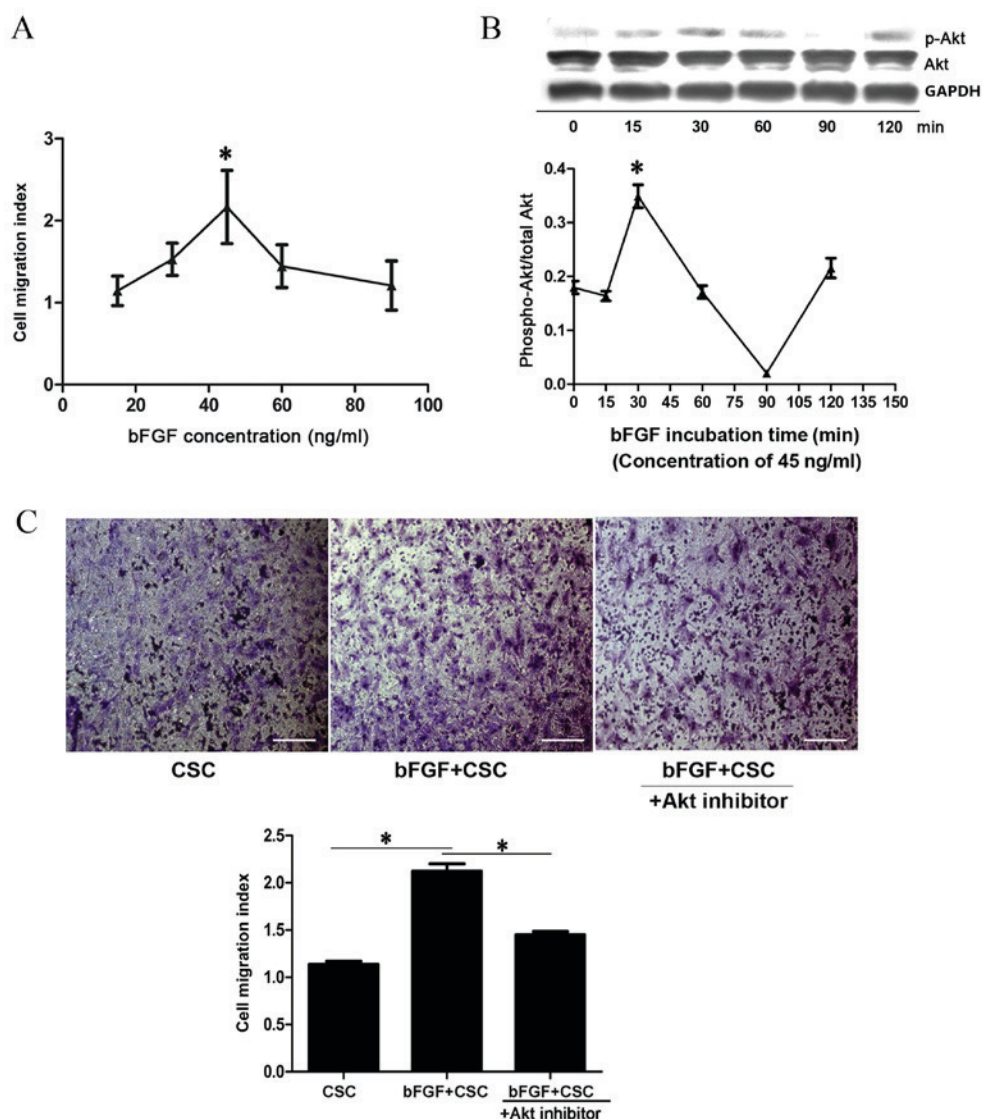 A
3
2
1
0
Cell migration index
*
0 20 40 60 80 100
bFGF concentration (ng/ml)
B
p-Akt
Akt
GAPDH
0 15 30 60 90 120 min
0.4
0.3
0.2
0.1
0.0
Phospho-Akt/total Akt
*
0 15 30 45 60 75 90 105 120 135 150
bFGF incubation time (min)
(Concentration of 45 ng/ml)
C
CSC
bFGF+CSC
bFGF+CSC
+Akt inhibitor
2.5
2.0
1.5
1.0
0.5
0.0
Cell migration index
* *
CSC
bFGF+CSC
bFGF+CSC
+Akt inhibitor